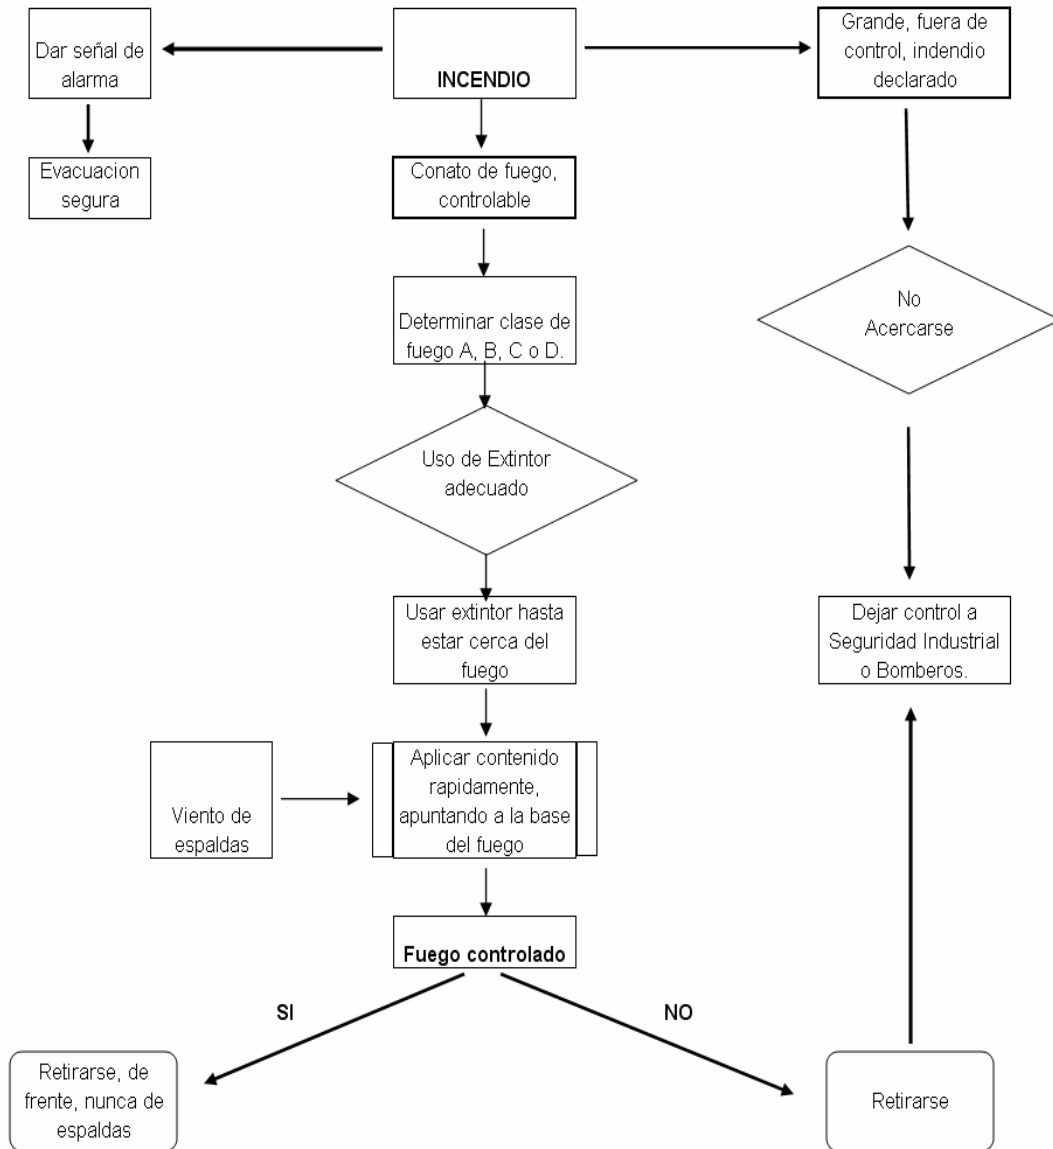 Dar señal de
alarma
INCENDIO
Grande, fuera de
control, indendio
declarado
Evacuacion
segura
Conato de fuego,
controlable
No
Acercarse
Determinar clase de
fuego A, B, C o D.
Uso de Extintor
adecuado
Usar extintor hasta
estar cerca del
fuego
Dejar control a
Seguridad Industrial
o Bomberos.
Viento de
espaldas
Aplicar contenido
rapidamente,
apuntando a la base
del fuego
Fuego controlado
SI
NO
Retirarse, de
frente, nunca de
espaldas
Retirarse